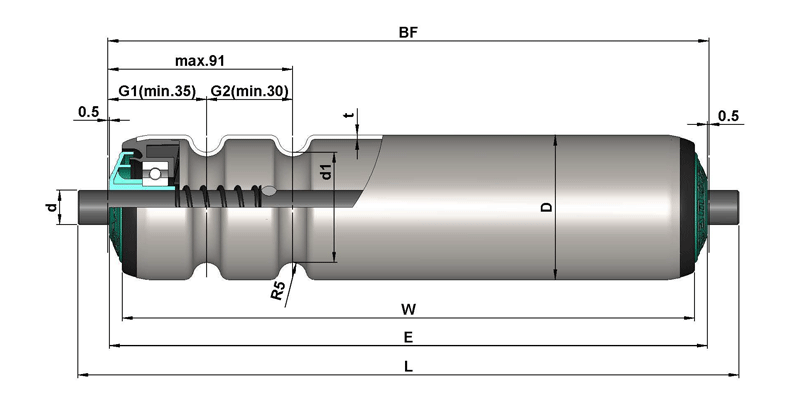 BF
max.91
G1(min.35)
G2(min.30)
0.5
0.5
t
d1
d
D
R5
W
E
L